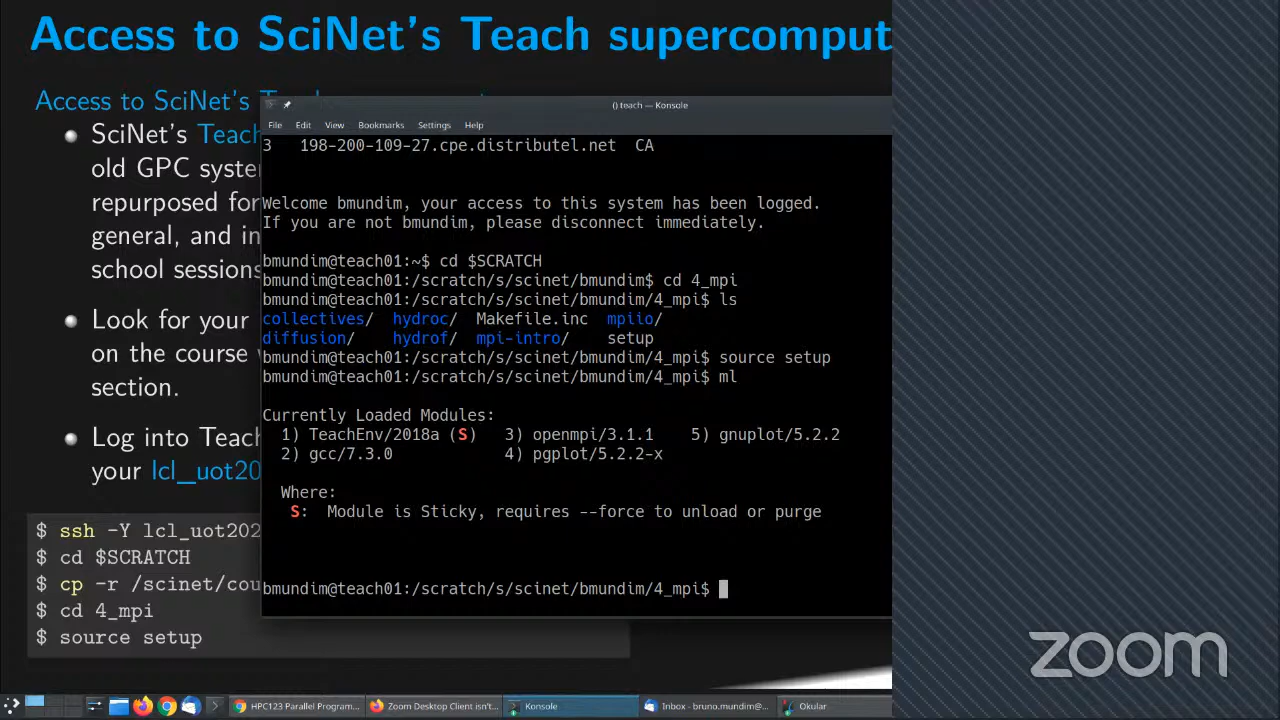 Access to SciNet's Teach supercomput
Access to SciNet's
SciNet's Teach
old GPC syste
repurposed for
general, and in
school sessions
Look for your
on the course
section.
Log into Teac
your lcl_uot20
$ ssh -Y lcl_uot202
$ cd $SCRATCH
$ cp -r /scinet/cou
$ cd 4_mpi
$ source setup
() teach — Konsole
File Edit View Bookmarks Settings Help
3 198-200-109-27.cpe.distributel.net CA
Welcome bmundim, your access to this system has been logged.
If you are not bmundim, please disconnect immediately.
bmundim@teach01:~$ cd $SCRATCH
bmundim@teach01:/scratch/s/scinet/bmundim$ cd 4_mpi
bmundim@teach01:/scratch/s/scinet/bmundim/4_mpi$ ls
collectives/ hydroc/ Makefile.inc mpiio/
diffusion/ hydrof/ mpi-intro/ setup
bmundim@teach01:/scratch/s/scinet/bmundim/4_mpi$ source setup
bmundim@teach01:/scratch/s/scinet/bmundim/4_mpi$ ml
Currently Loaded Modules:
1) TeachEnv/2018a (S) 3) openmpi/3.1.1 5) gnuplot/5.2.2
2) gcc/7.3.0 4) pgplot/5.2.2-x
Where:
S: Module is Sticky, requires --force to unload or purge
bmundim@teach01:/scratch/s/scinet/bmundim/4_mpi$
zoom
HPC123 Parallel Program... Zoom Desktop Client isn't... Konsole Inbox - bruno.mundim@... Okular